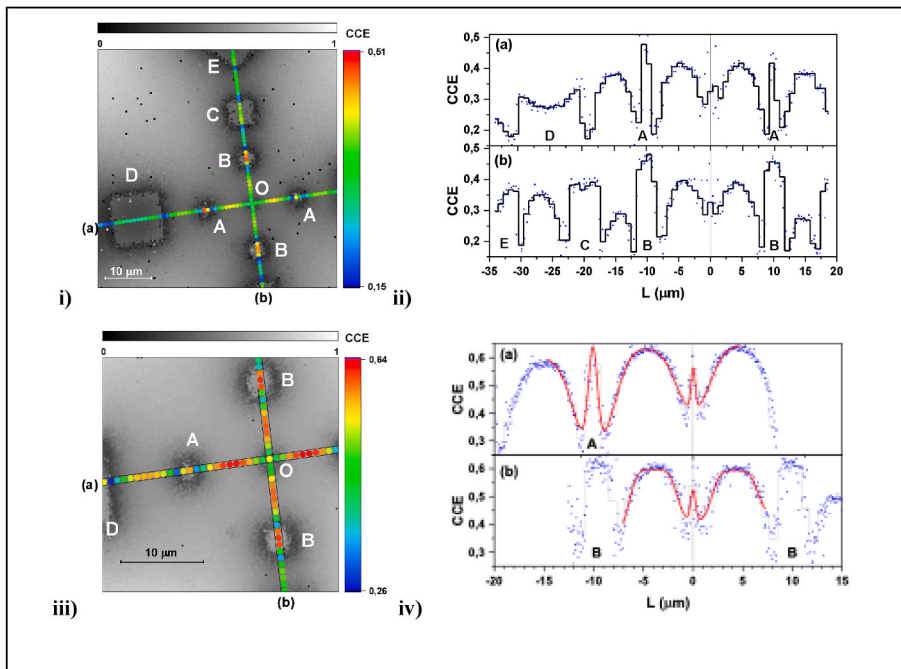 CCE
0 1
0,51
E
C
B
D
O
A
A
B
(a)
10 μm
(b)
0,15
i)
(a)
0,5
0,4
0,3
0,2
CCE
D
A
A
0,5
(b)
0,4
0,3
0,2
CCE
E
C
B
B
-35 -30 -25 -20 -15 -10 -5 0 5 10 15 20
L (μm)
ii)
CCE
0 1
0,64
B
A
O
(a)
D
B
10 μm
(b)
0,26
iii)
(a)
0,6
0,5
0,4
0,3
CCE
A
(b)
0,6
0,5
0,4
0,3
CCE
B
B
-20 -15 -10 -5 0 5 10 15
L (μm)
iv)